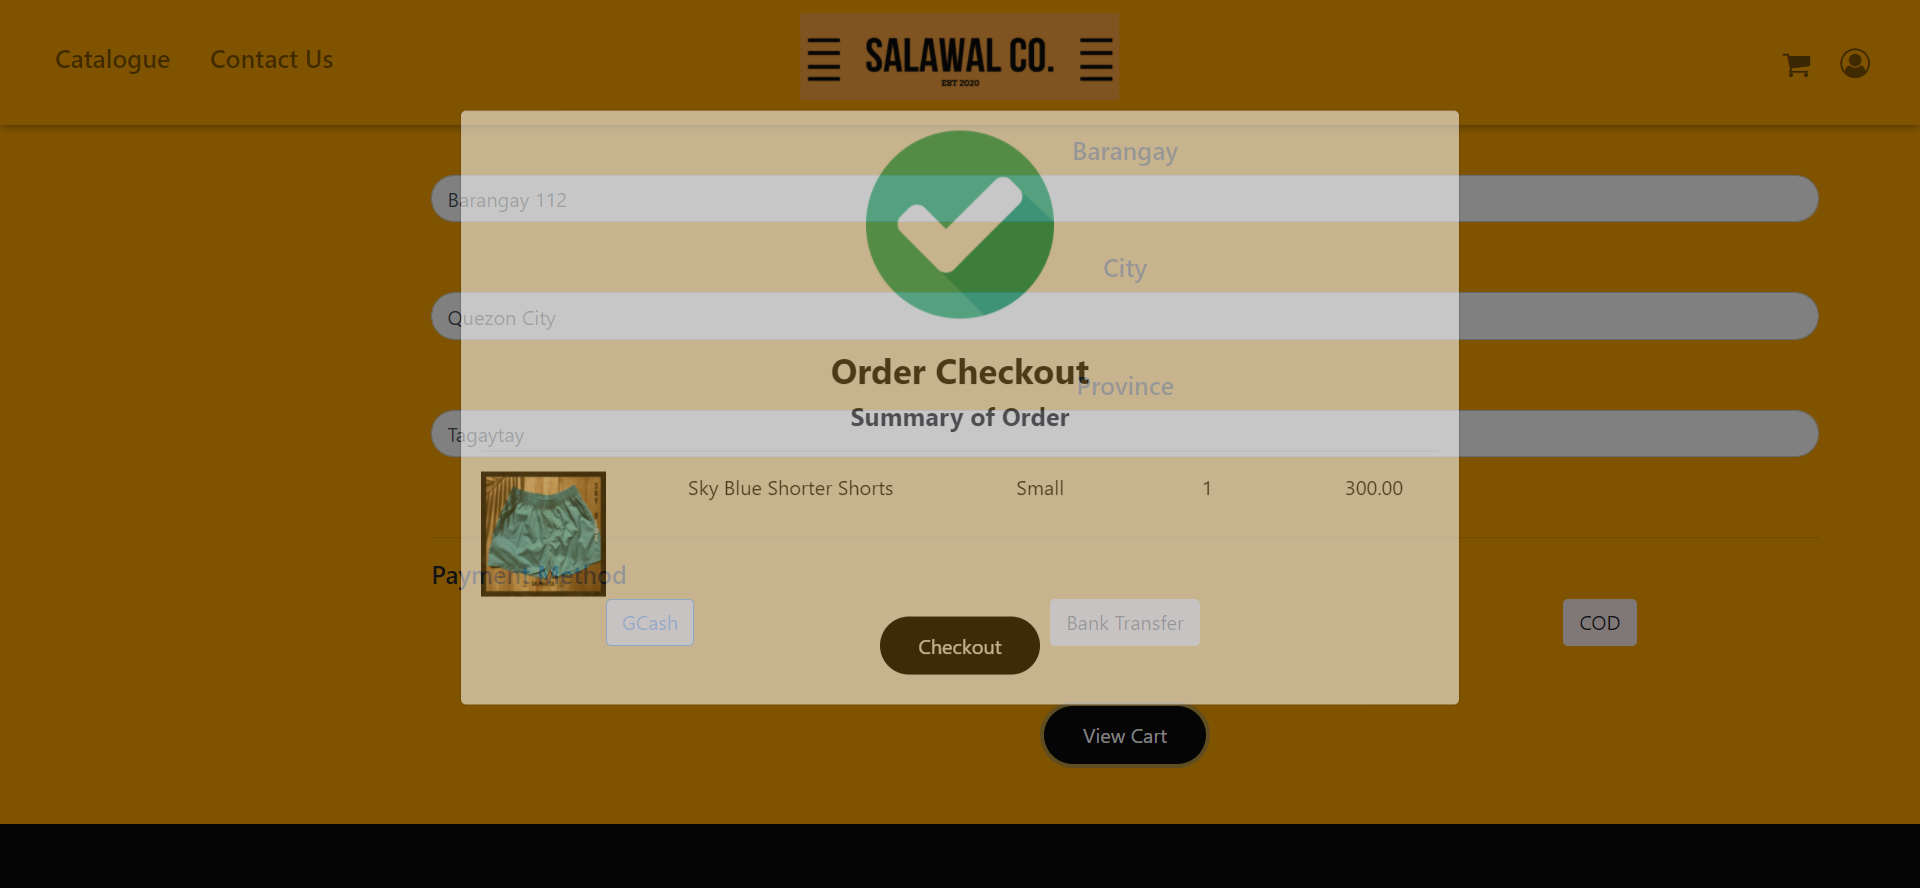 Catalogue
Contact Us
SALAWAL CO.
EST 2020
Barangay
Barangay 112
City
Quezon City
Order Checkout
Province
Summary of Order
Tagaytay
Sky Blue Shorter Shorts
Small
1
300.00
SKY
Payment Method
GCash
Bank Transfer
COD
Checkout
View Cart